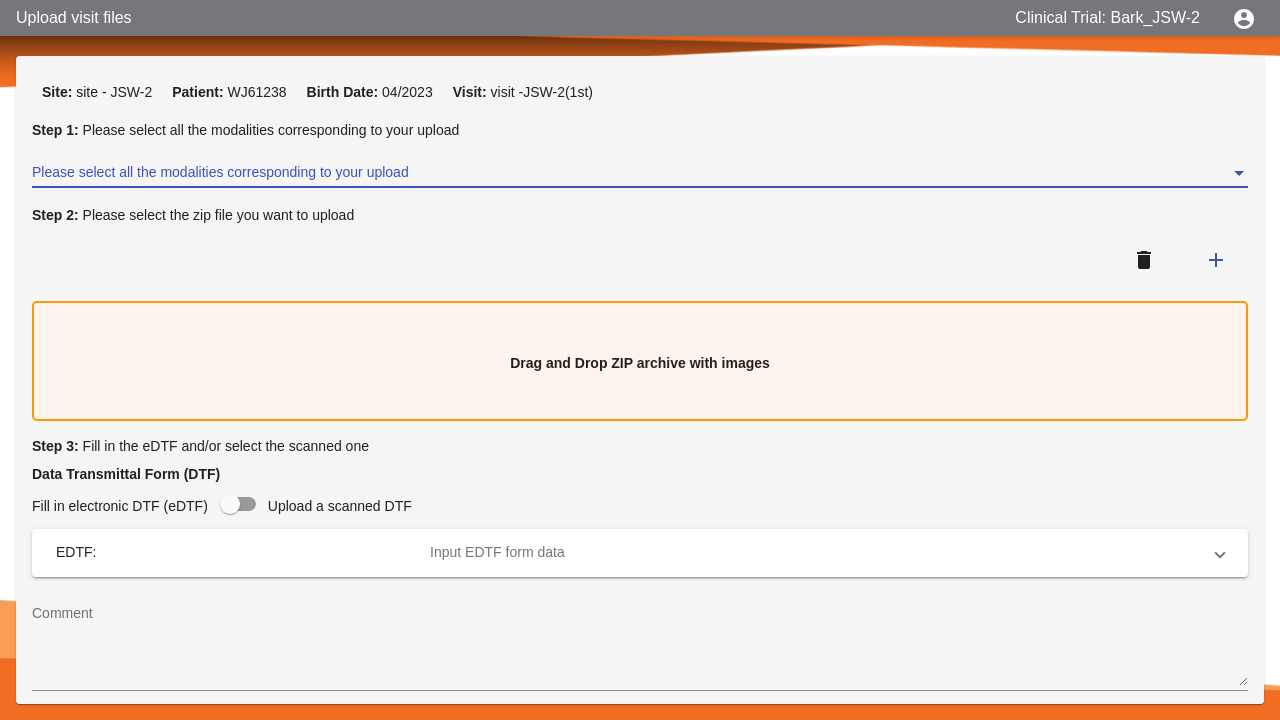 Upload visit files
Clinical Trial: Bark_JSW-2
Site: site - JSW-2 Patient: WJ61238 Birth Date: 04/2023 Visit: visit -JSW-2(1st)
Step 1: Please select all the modalities corresponding to your upload
Please select all the modalities corresponding to your upload
Step 2: Please select the zip file you want to upload
Drag and Drop ZIP archive with images
Step 3: Fill in the eDTF and/or select the scanned one
Data Transmittal Form (DTF)
Fill in electronic DTF (eDTF) Upload a scanned DTF
EDTF: Input EDTF form data
Comment